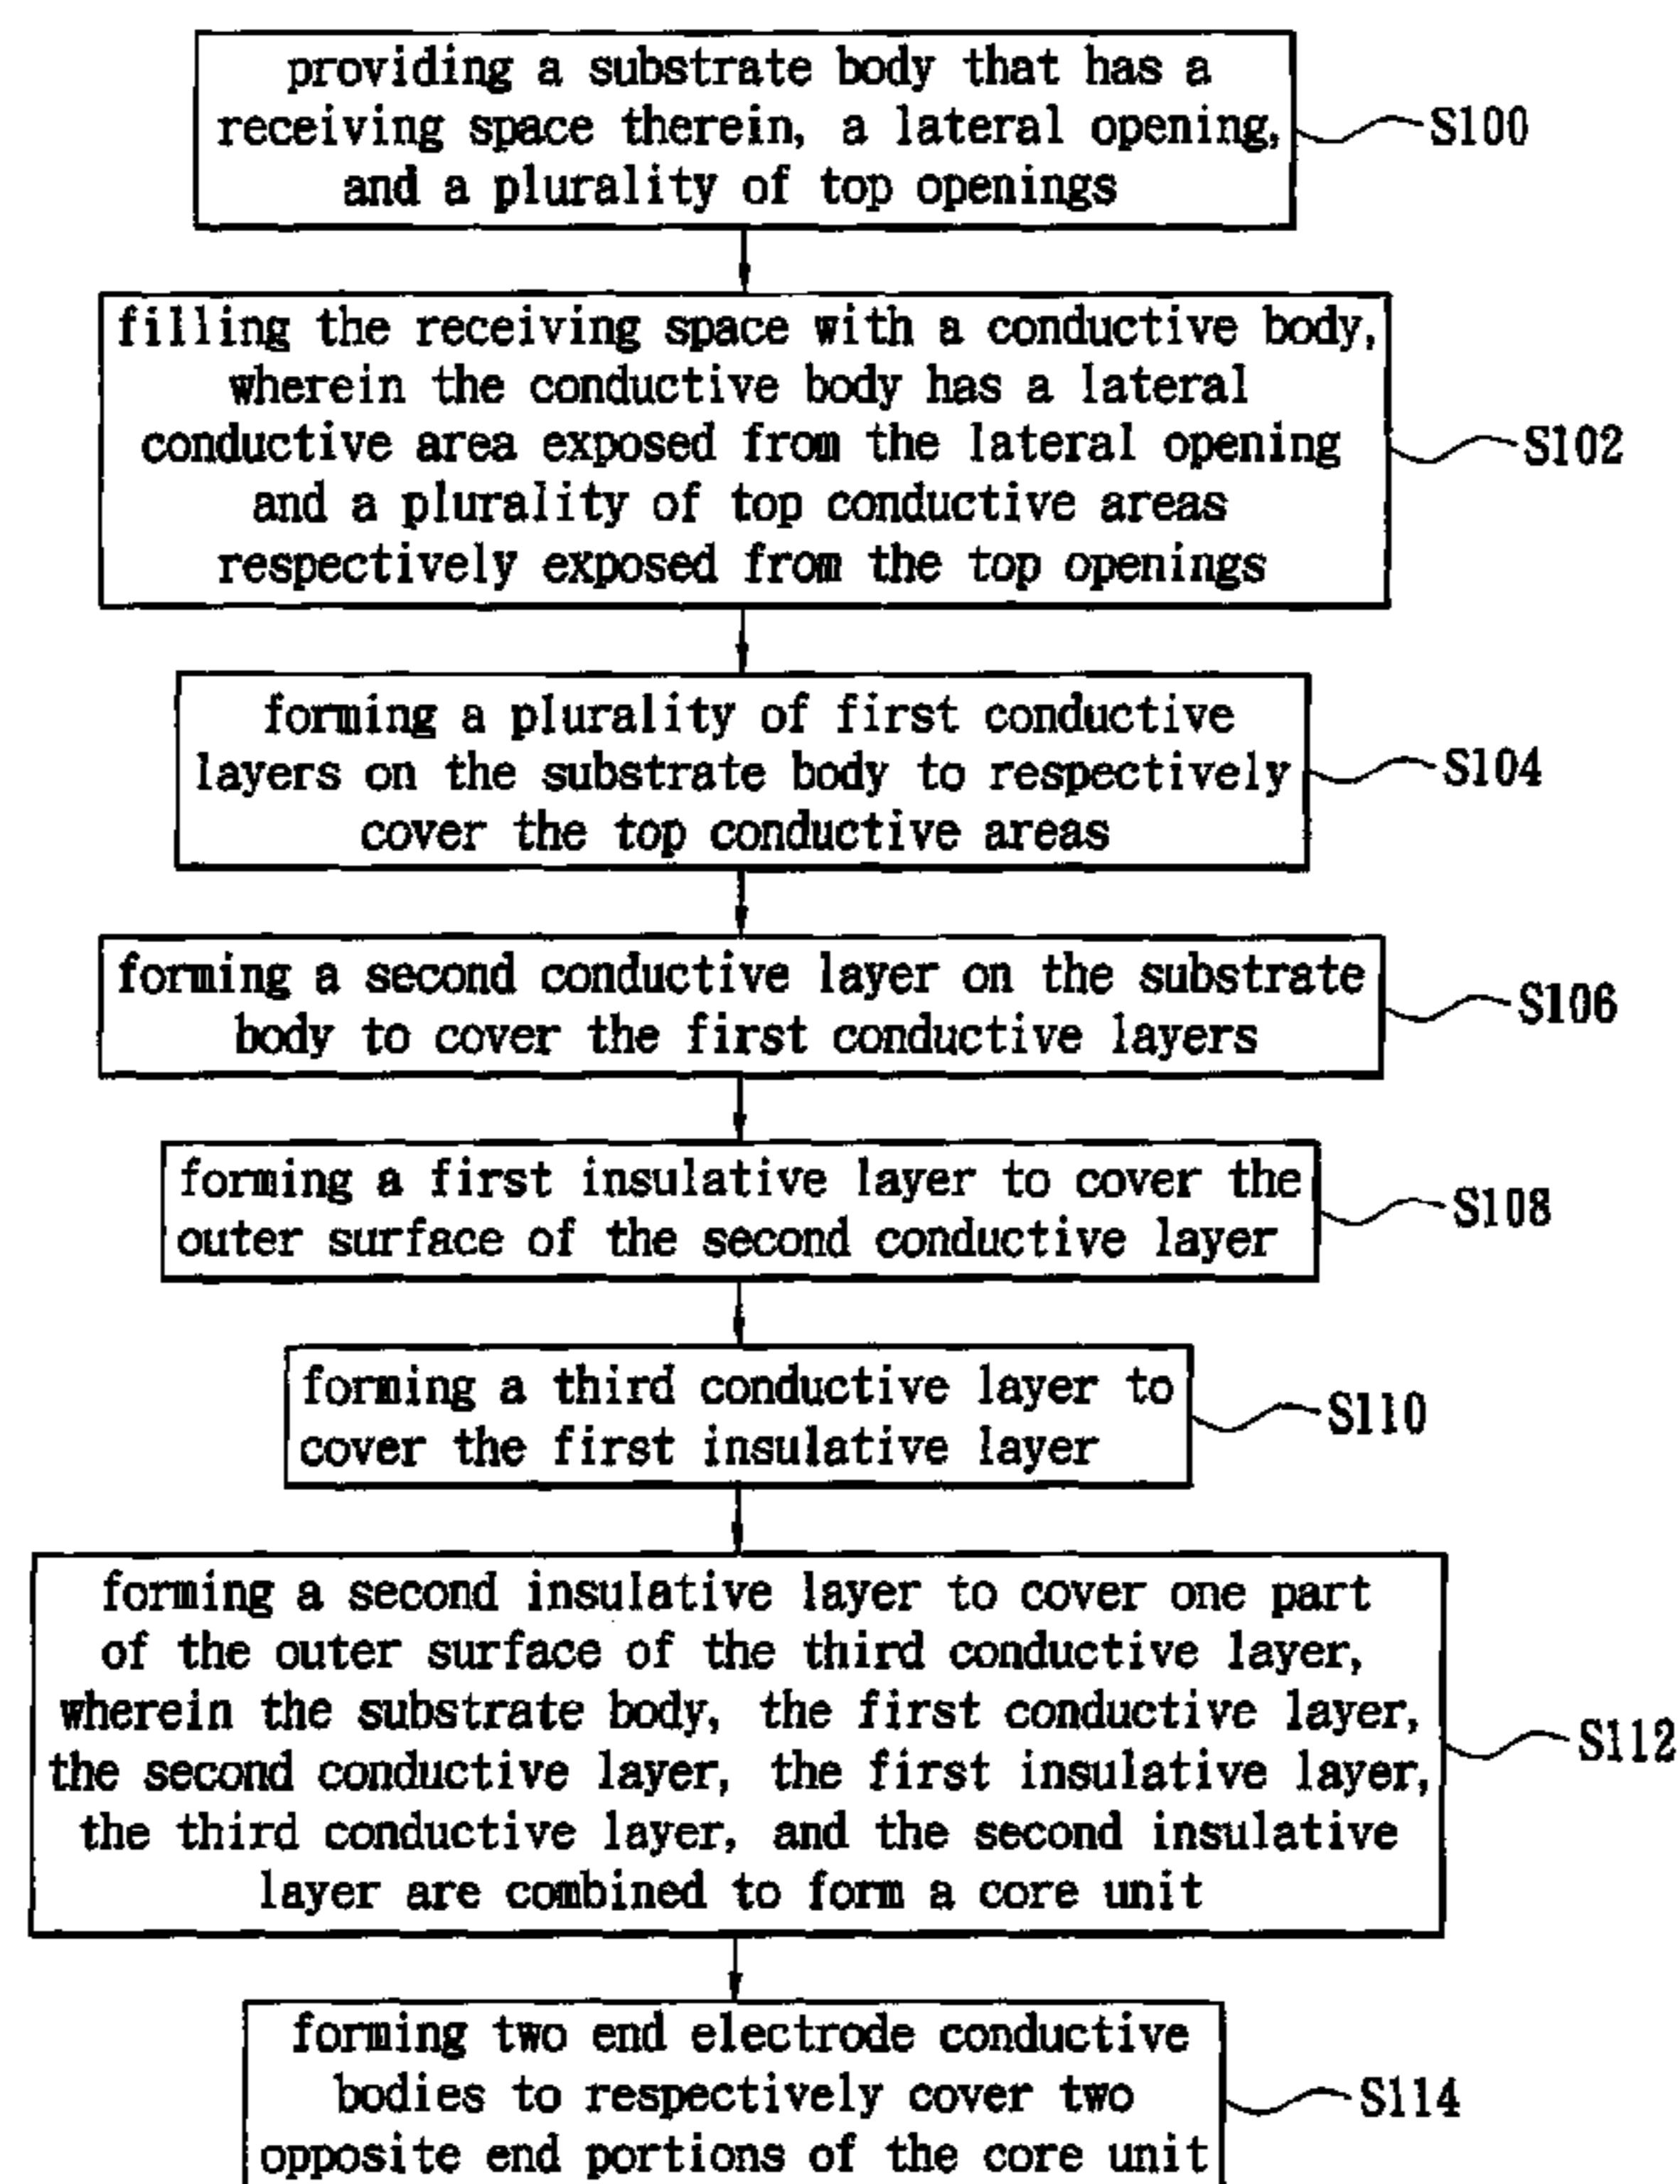 providing a substrate body that has a
receiving space therein, a lateral opening,
and a plurality of top openings
S100
filling the receiving space with a conductive body,
wherein the conductive body has a lateral
conductive area exposed from the lateral opening
and a plurality of top conductive areas
respectively exposed from the top openings
S102
forming a plurality of first conductive
layers on the substrate body to respectively
cover the top conductive areas
S104
forming a second conductive layer on the substrate
body to cover the first conductive layers
S106
forming a first insulative layer to cover the
outer surface of the second conductive layer
S108
forming a third conductive layer to
cover the first insulative layer
S110
forming a second insulative layer to cover one part
of the outer surface of the third conductive layer,
wherein the substrate body, the first conductive layer,
the second conductive layer, the first insulative layer,
the third conductive layer, and the second insulative
layer are combined to form a core unit
S112
forming two end electrode conductive
bodies to respectively cover two
opposite end portions of the core unit
S114